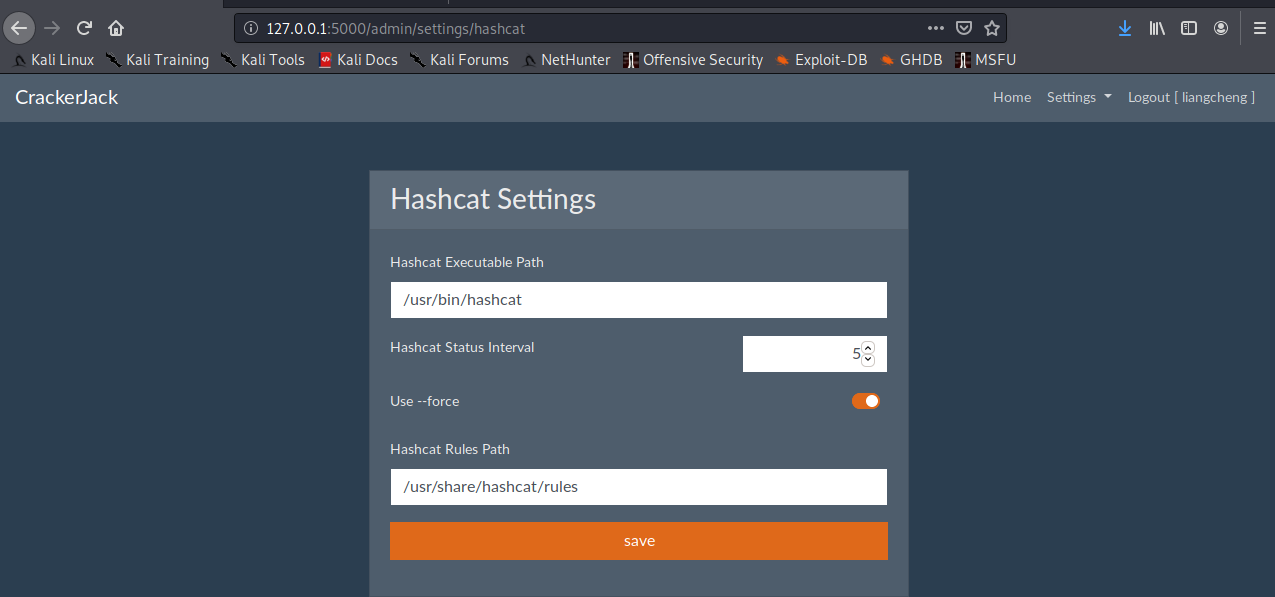 127.0.0.1:5000/admin/settings/hashcat
Kali Linux Kali Training Kali Tools Kali Docs Kali Forums NetHunter Offensive Security Exploit-DB GHDB MSFU
CrackerJack Home Settings Logout [ liangcheng ]
Hashcat Settings
Hashcat Executable Path
/usr/bin/hashcat
Hashcat Status Interval 5
Use --force
Hashcat Rules Path
/usr/share/hashcat/rules
save